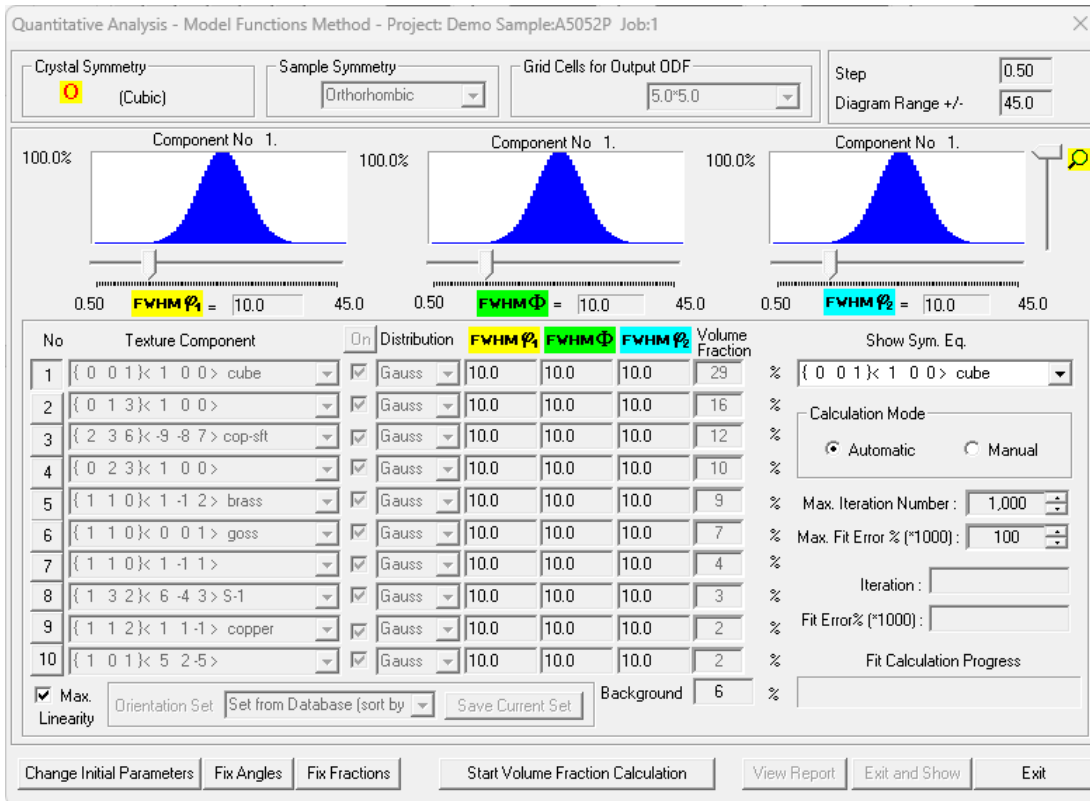 Quantitative Analysis - Model Functions Method - Project: Demo Sample:A5052P Job:1
Crystal Symmetry
O (Cubic)
Sample Symmetry
Orthorhombic
Grid Cells for Output ODF
5.0*5.0
Step 0.50
Diagram Range +/- 45.0
Component No 1.
100.0%
Component No 1.
100.0%
Component No 1.
100.0%
0.50 FWHM φ1 = 10.0 45.0
0.50 FWHM Φ = 10.0 45.0
0.50 FWHM φ2 = 10.0 45.0
No Texture Component On Distribution FWHM φ1 FWHM Φ FWHM φ2 Volume Fraction
1 { 0 0 1}< 1 0 0> cube Gauss 10.0 10.0 10.0 29 %
2 { 0 1 3}< 1 0 0> Gauss 10.0 10.0 10.0 16 %
3 { 2 3 6}< -9 -8 7> cop-sft Gauss 10.0 10.0 10.0 12 %
4 { 0 2 3}< 1 0 0> Gauss 10.0 10.0 10.0 10 %
5 { 1 1 0}< 1 -1 2> brass Gauss 10.0 10.0 10.0 9 %
6 { 1 1 0}< 0 0 1> goss Gauss 10.0 10.0 10.0 7 %
7 { 1 1 0}< 1 -1 1> Gauss 10.0 10.0 10.0 4 %
8 { 1 3 2}< 6 -4 3> S-1 Gauss 10.0 10.0 10.0 3 %
9 { 1 1 2}< 1 1 -1> copper Gauss 10.0 10.0 10.0 2 %
10 { 1 0 1}< 5 2 -5> Gauss 10.0 10.0 10.0 2 %
Max. Linearity
Orientation Set Set from Database (sort by Save Current Set
Background 6 %
Show Sym. Eq.
{ 0 0 1}< 1 0 0> cube
Calculation Mode
Automatic Manual
Max. Iteration Number : 1,000
Max. Fit Error % (*1000) : 100
Iteration :
Fit Error% (*1000) :
Fit Calculation Progress
Change Initial Parameters Fix Angles Fix Fractions Start Volume Fraction Calculation View Report Exit and Show Exit